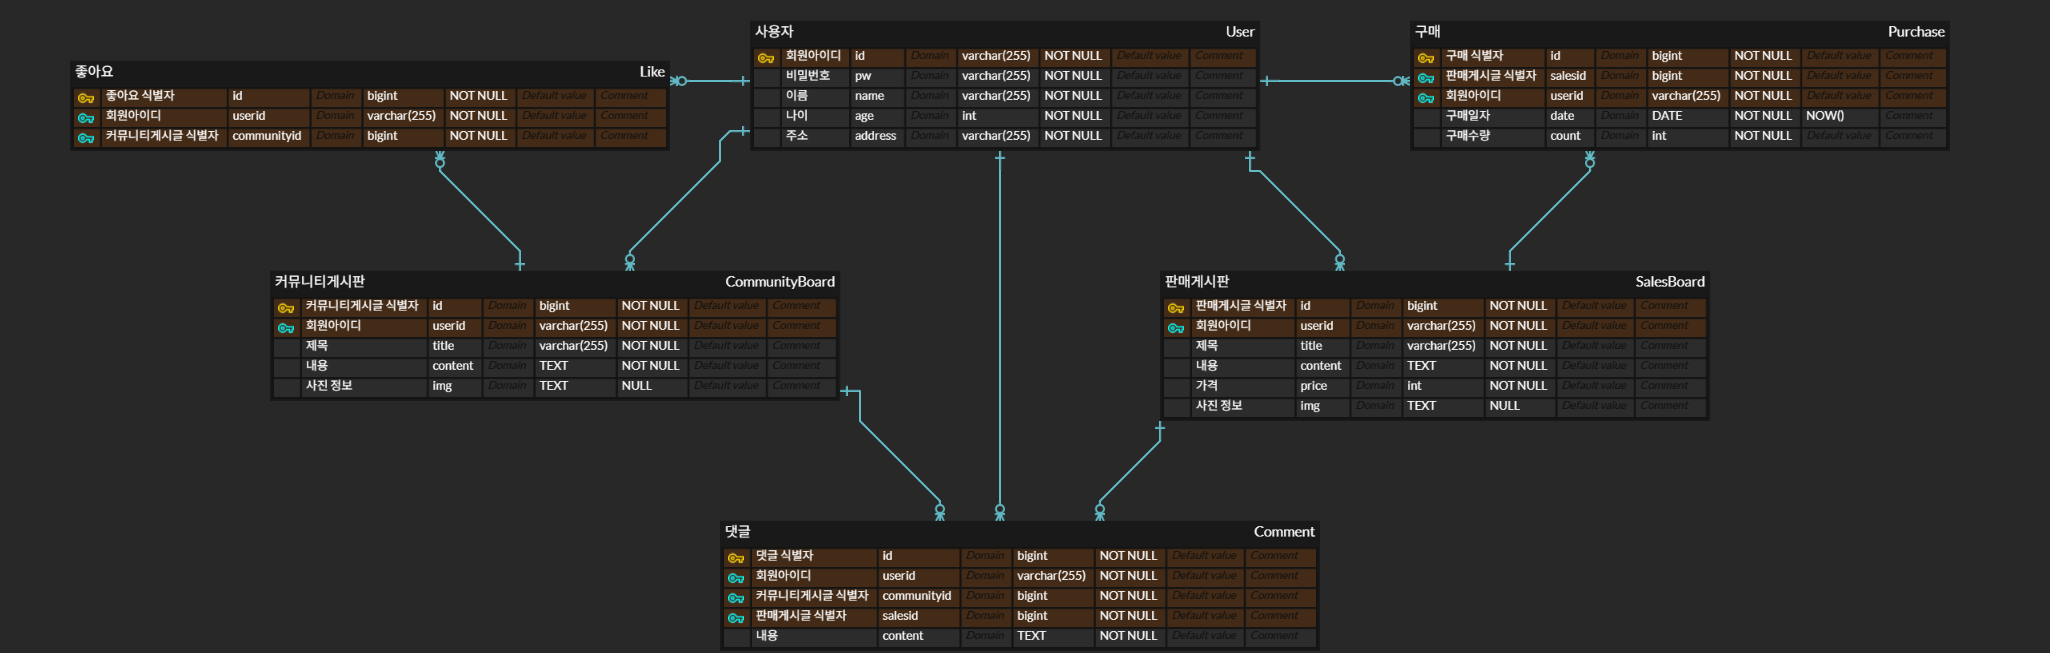 사용자 User
회원아이디 id Domain varchar(255) NOT NULL Default value Comment
비밀번호 pw Domain varchar(255) NOT NULL Default value Comment
이름 name Domain varchar(255) NOT NULL Default value Comment
나이 age Domain int NOT NULL Default value Comment
주소 address Domain varchar(255) NOT NULL Default value Comment
구매 Purchase
구매 식별자 id Domain bigint NOT NULL Default value Comment
판매게시글 식별자 salesid Domain bigint NOT NULL Default value Comment
회원아이디 userid Domain varchar(255) NOT NULL Default value Comment
구매일자 date Domain DATE NOT NULL NOW() Comment
구매수량 count Domain int NOT NULL Default value Comment
좋아요 Like
좋아요 식별자 id Domain bigint NOT NULL Default value Comment
회원아이디 userid Domain varchar(255) NOT NULL Default value Comment
커뮤니티게시글 식별자 communityid Domain bigint NOT NULL Default value Comment
커뮤니티게시판 CommunityBoard
커뮤니티게시글 식별자 id Domain bigint NOT NULL Default value Comment
회원아이디 userid Domain varchar(255) NOT NULL Default value Comment
제목 title Domain varchar(255) NOT NULL Default value Comment
내용 content Domain TEXT NOT NULL Default value Comment
사진 정보 img Domain TEXT NULL Default value Comment
판매게시판 SalesBoard
판매게시글 식별자 id Domain bigint NOT NULL Default value Comment
회원아이디 userid Domain varchar(255) NOT NULL Default value Comment
제목 title Domain varchar(255) NOT NULL Default value Comment
내용 content Domain TEXT NOT NULL Default value Comment
가격 price Domain int NOT NULL Default value Comment
사진 정보 img Domain TEXT NULL Default value Comment
댓글 Comment
댓글 식별자 id Domain bigint NOT NULL Default value Comment
회원아이디 userid Domain varchar(255) NOT NULL Default value Comment
커뮤니티게시글 식별자 communityid Domain bigint NOT NULL Default value Comment
판매게시글 식별자 salesid Domain bigint NOT NULL Default value Comment
내용 content Domain TEXT NOT NULL Default value Comment